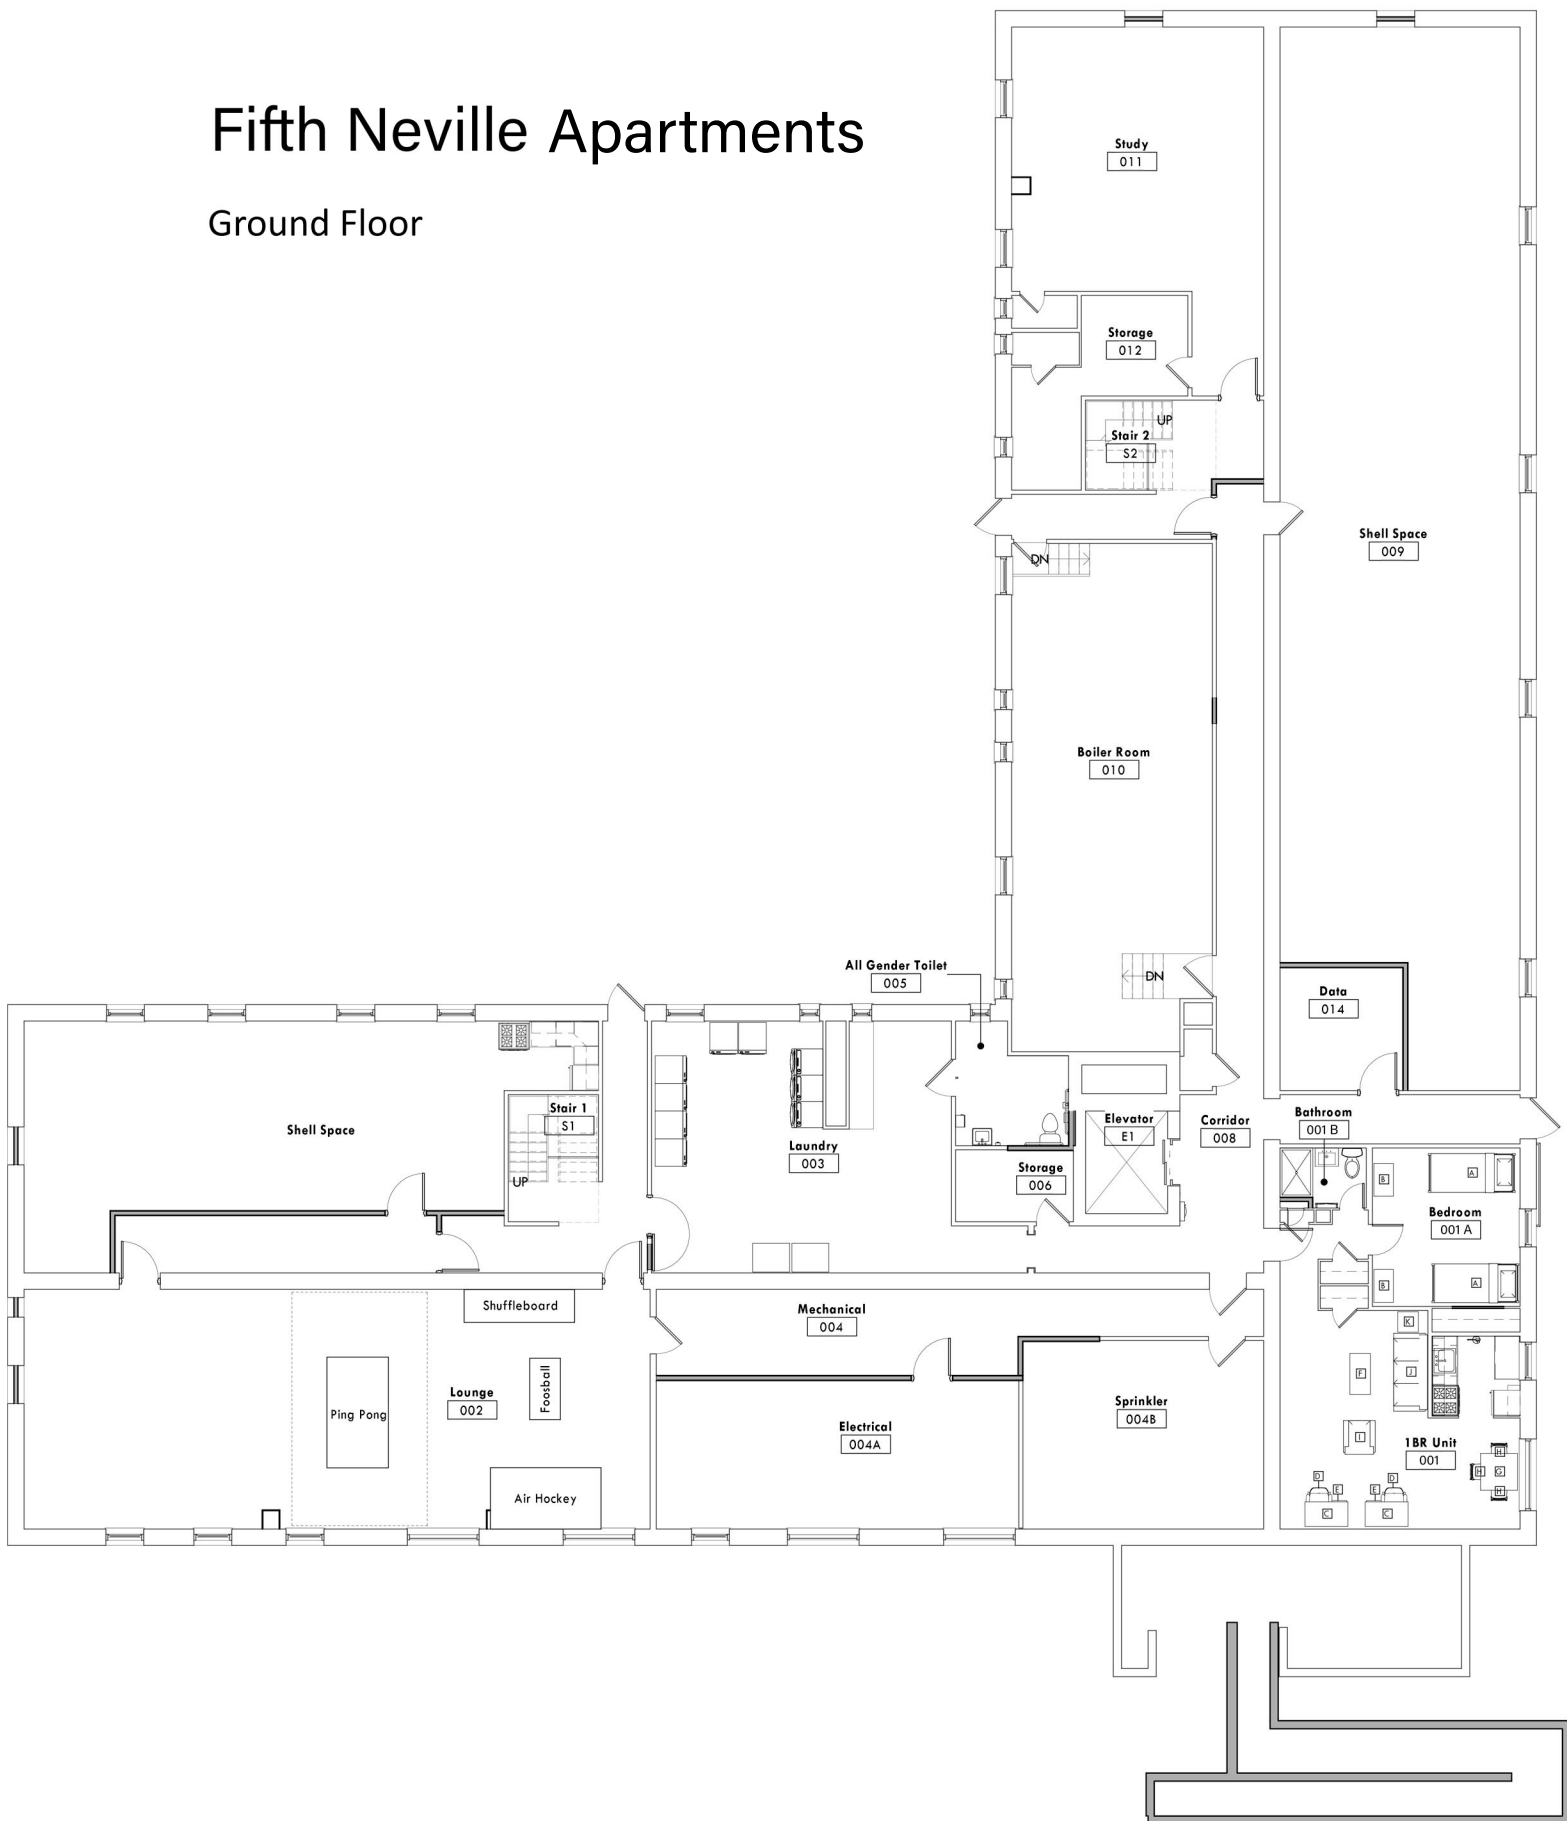 Fifth Neville Apartments
Ground Floor
Study
011
Storage
012
UP
Stair 2
S2
Shell Space
009
DN
Boiler Room
010
DN
All Gender Toilet
005
Data
014
Stair 1
S1
UP
Shell Space
Laundry
003
Storage
006
Elevator
E1
Corridor
008
Bathroom
001 B
B
A
Bedroom
001 A
B
A
Mechanical
004
Shuffleboard
Foosball
Ping Pong
Lounge
002
Air Hockey
Electrical
004A
Sprinkler
004B
K
F
J
I
1BR Unit
001
H
H
G
H
D
E
C
D
E
C